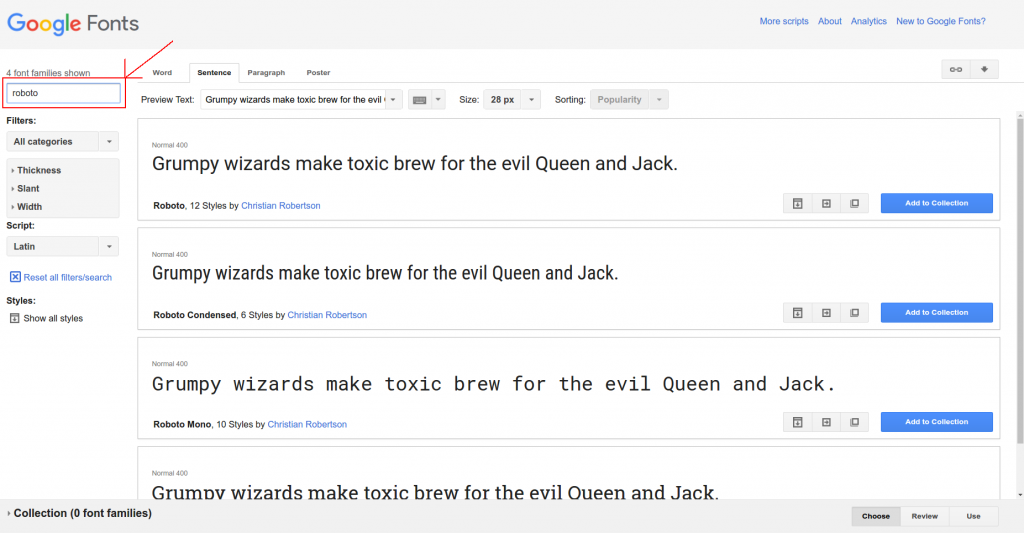 Google Fonts
More scripts About Analytics New to Google Fonts?
4 font families shown
roboto
Word Sentence Paragraph Poster
Preview Text: Grumpy wizards make toxic brew for the evil Size: 28 px Sorting: Popularity
Filters:
All categories
Thickness
Slant
Width
Script:
Latin
Reset all filters/search
Styles:
Show all styles
Normal 400
Grumpy wizards make toxic brew for the evil Queen and Jack.
Roboto, 12 Styles by Christian Robertson
Add to Collection
Normal 400
Grumpy wizards make toxic brew for the evil Queen and Jack.
Roboto Condensed, 6 Styles by Christian Robertson
Add to Collection
Normal 400
Grumpy wizards make toxic brew for the evil Queen and Jack.
Roboto Mono, 10 Styles by Christian Robertson
Add to Collection
Normal 400
Grumpy wizards make toxic brew for the evil Queen and Jack.
Collection (0 font families)
Choose Review Use